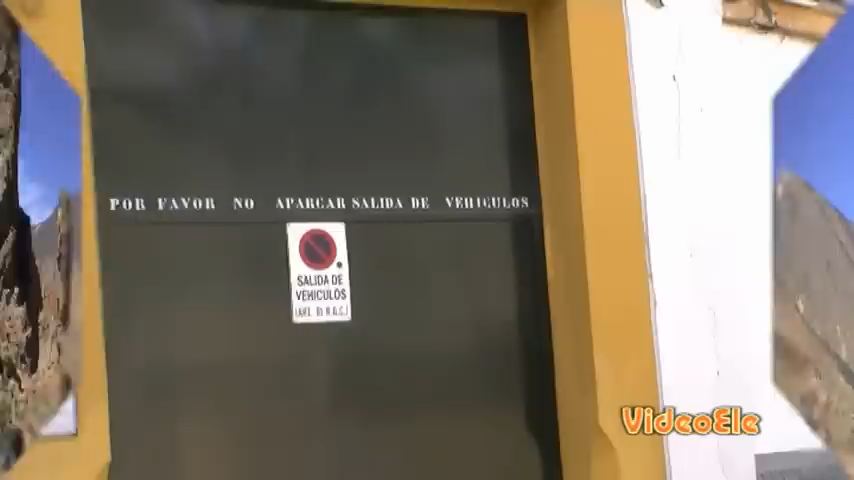 POR FAVOR NO APARCAR SALIDA DE VEHICULOS
SALIDA DE
VEHICULOS
VideoEle